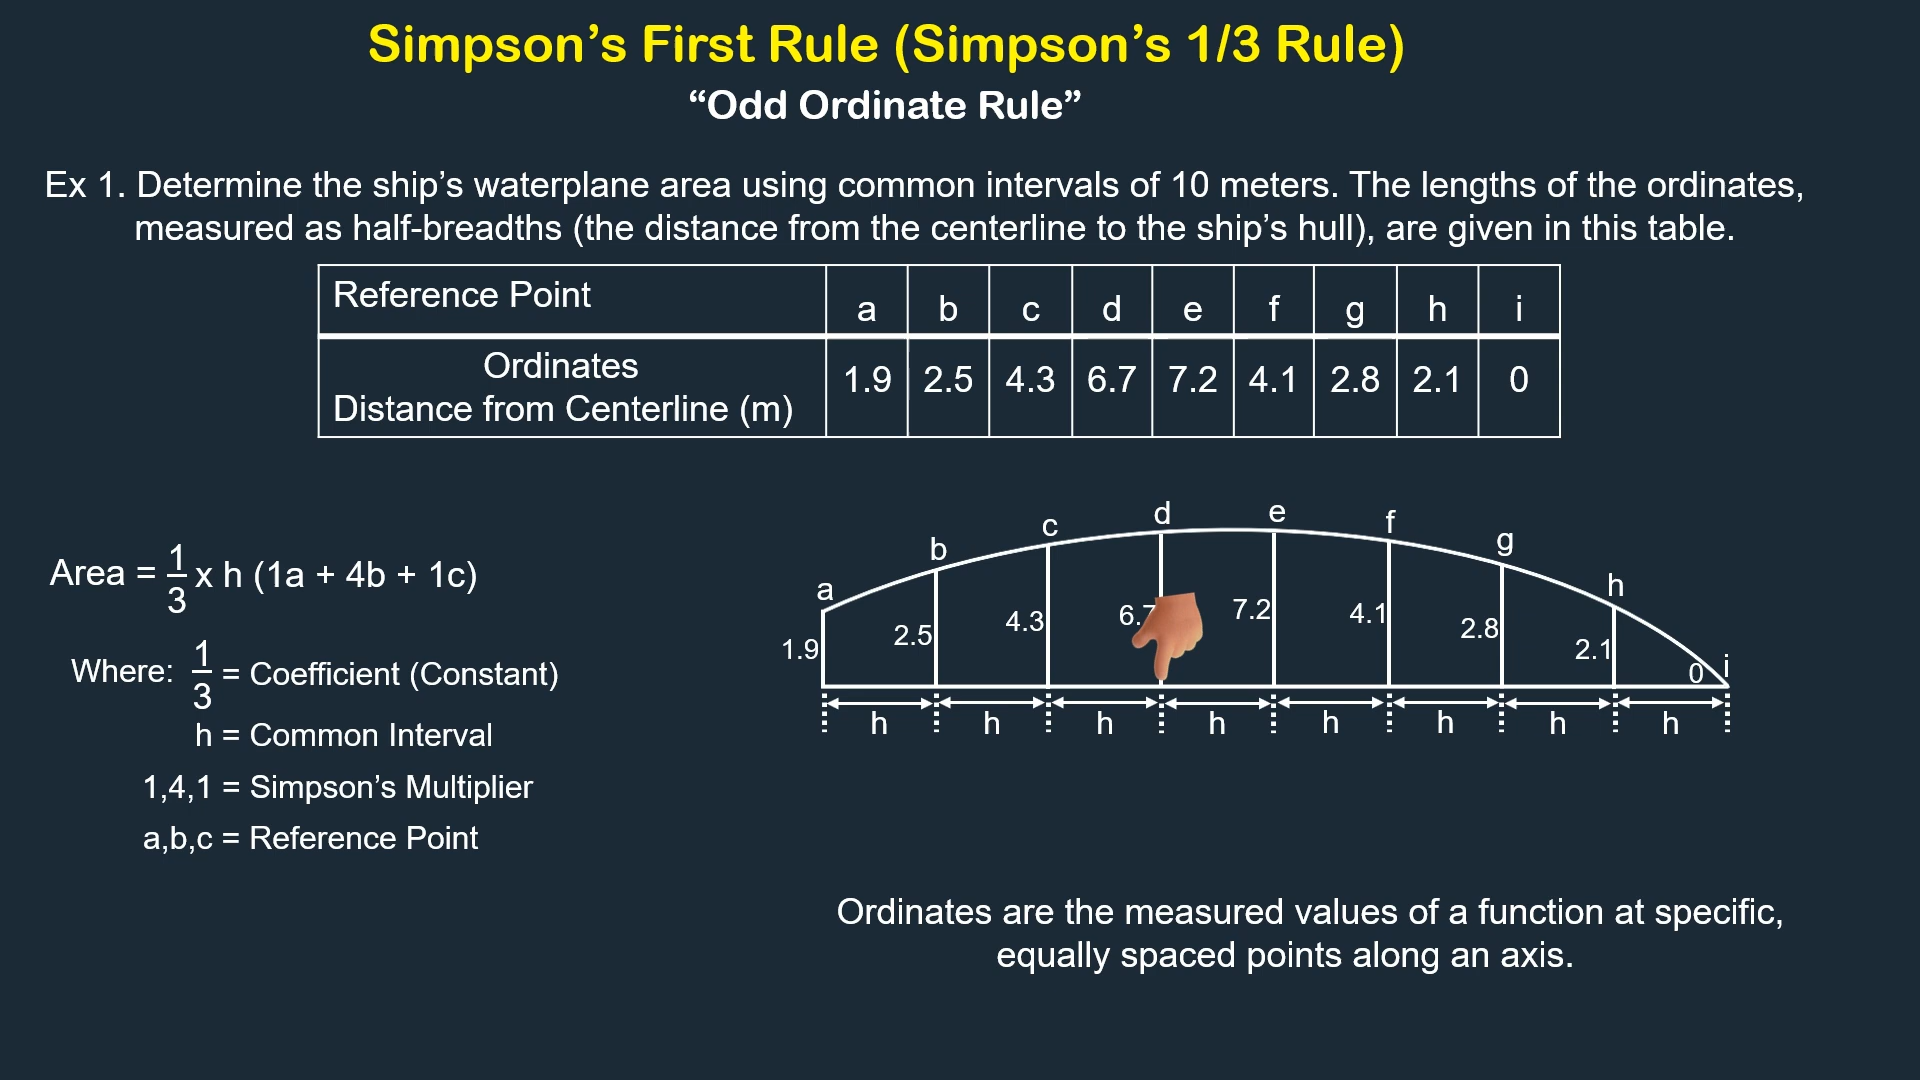 Simpson’s First Rule (Simpson’s 1/3 Rule)
“Odd Ordinate Rule”
Ex 1. Determine the ship’s waterplane area using common intervals of 10 meters. The lengths of the ordinates,
measured as half-breadths (the distance from the centerline to the ship’s hull), are given in this table.
Reference Point a b c d e f g h i
Ordinates
Distance from Centerline (m) 1.9 2.5 4.3 6.7 7.2 4.1 2.8 2.1 0
Area = 1/3 x h (1a + 4b + 1c)
Where: 1/3 = Coefficient (Constant)
h = Common Interval
1,4,1 = Simpson’s Multiplier
a,b,c = Reference Point
a b c d e f g h i
1.9 2.5 4.3 6.7 7.2 4.1 2.8 2.1 0
h h h h h h h h
Ordinates are the measured values of a function at specific,
equally spaced points along an axis.